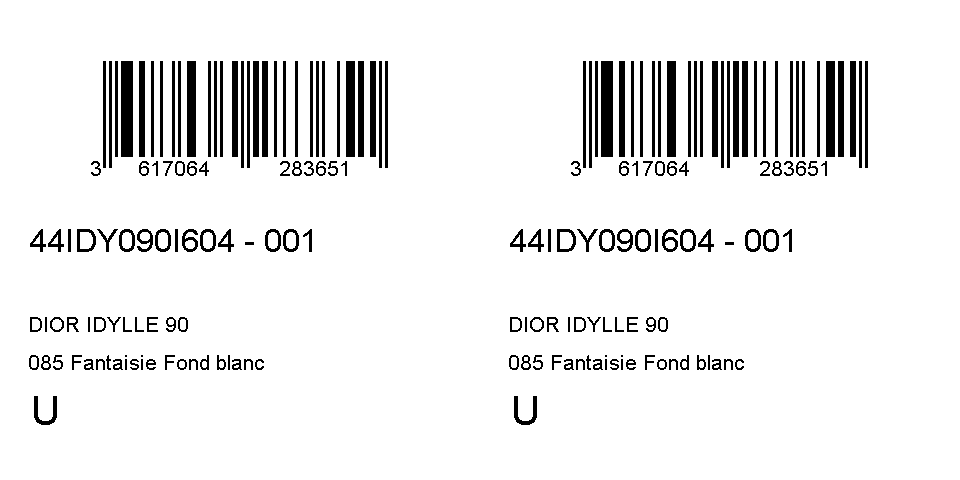 3 617064 283651
44IDY090I604 - 001
DIOR IDYLLE 90
085 Fantaisie Fond blanc
U
3 617064 283651
44IDY090I604 - 001
DIOR IDYLLE 90
085 Fantaisie Fond blanc
U